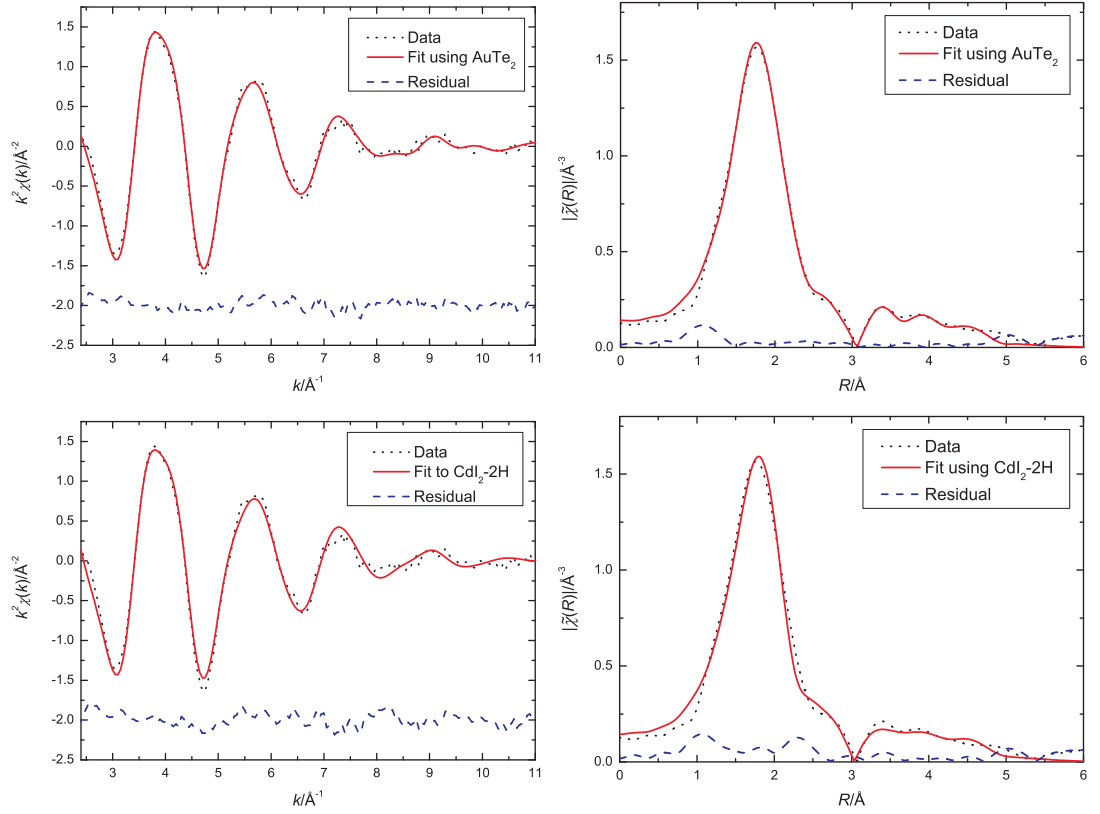 1.5
1.0
0.5
0.0
-0.5
-1.0
-1.5
-2.0
-2.5
3 4 5 6 7 8 9 10 11
k²χ(k)/Å⁻²
k/Å⁻¹
Data
Fit using AuTe₂
Residual
1.5
1.0
0.5
0.0
0 1 2 3 4 5 6
|χ̃(R)|/Å⁻³
R/Å
Data
Fit using AuTe₂
Residual
1.5
1.0
0.5
0.0
-0.5
-1.0
-1.5
-2.0
-2.5
3 4 5 6 7 8 9 10 11
k²χ(k)/Å⁻²
k/Å⁻¹
Data
Fit to CdI₂-2H
Residual
1.5
1.0
0.5
0.0
0 1 2 3 4 5 6
|χ̃(R)|/Å⁻³
R/Å
Data
Fit using CdI₂-2H
Residual